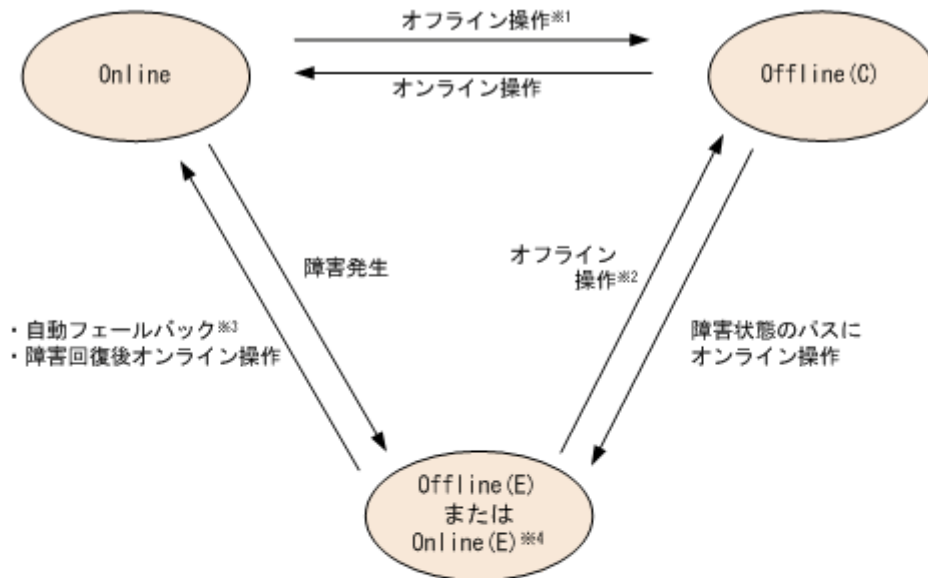 オフライン操作※1
Online
Offline(C)
オンライン操作
障害発生
オフライン
操作※2
・自動フェールバック※3
・障害回復後オンライン操作
障害状態のパスに
オンライン操作
Offline(E)
または
Online(E)※4